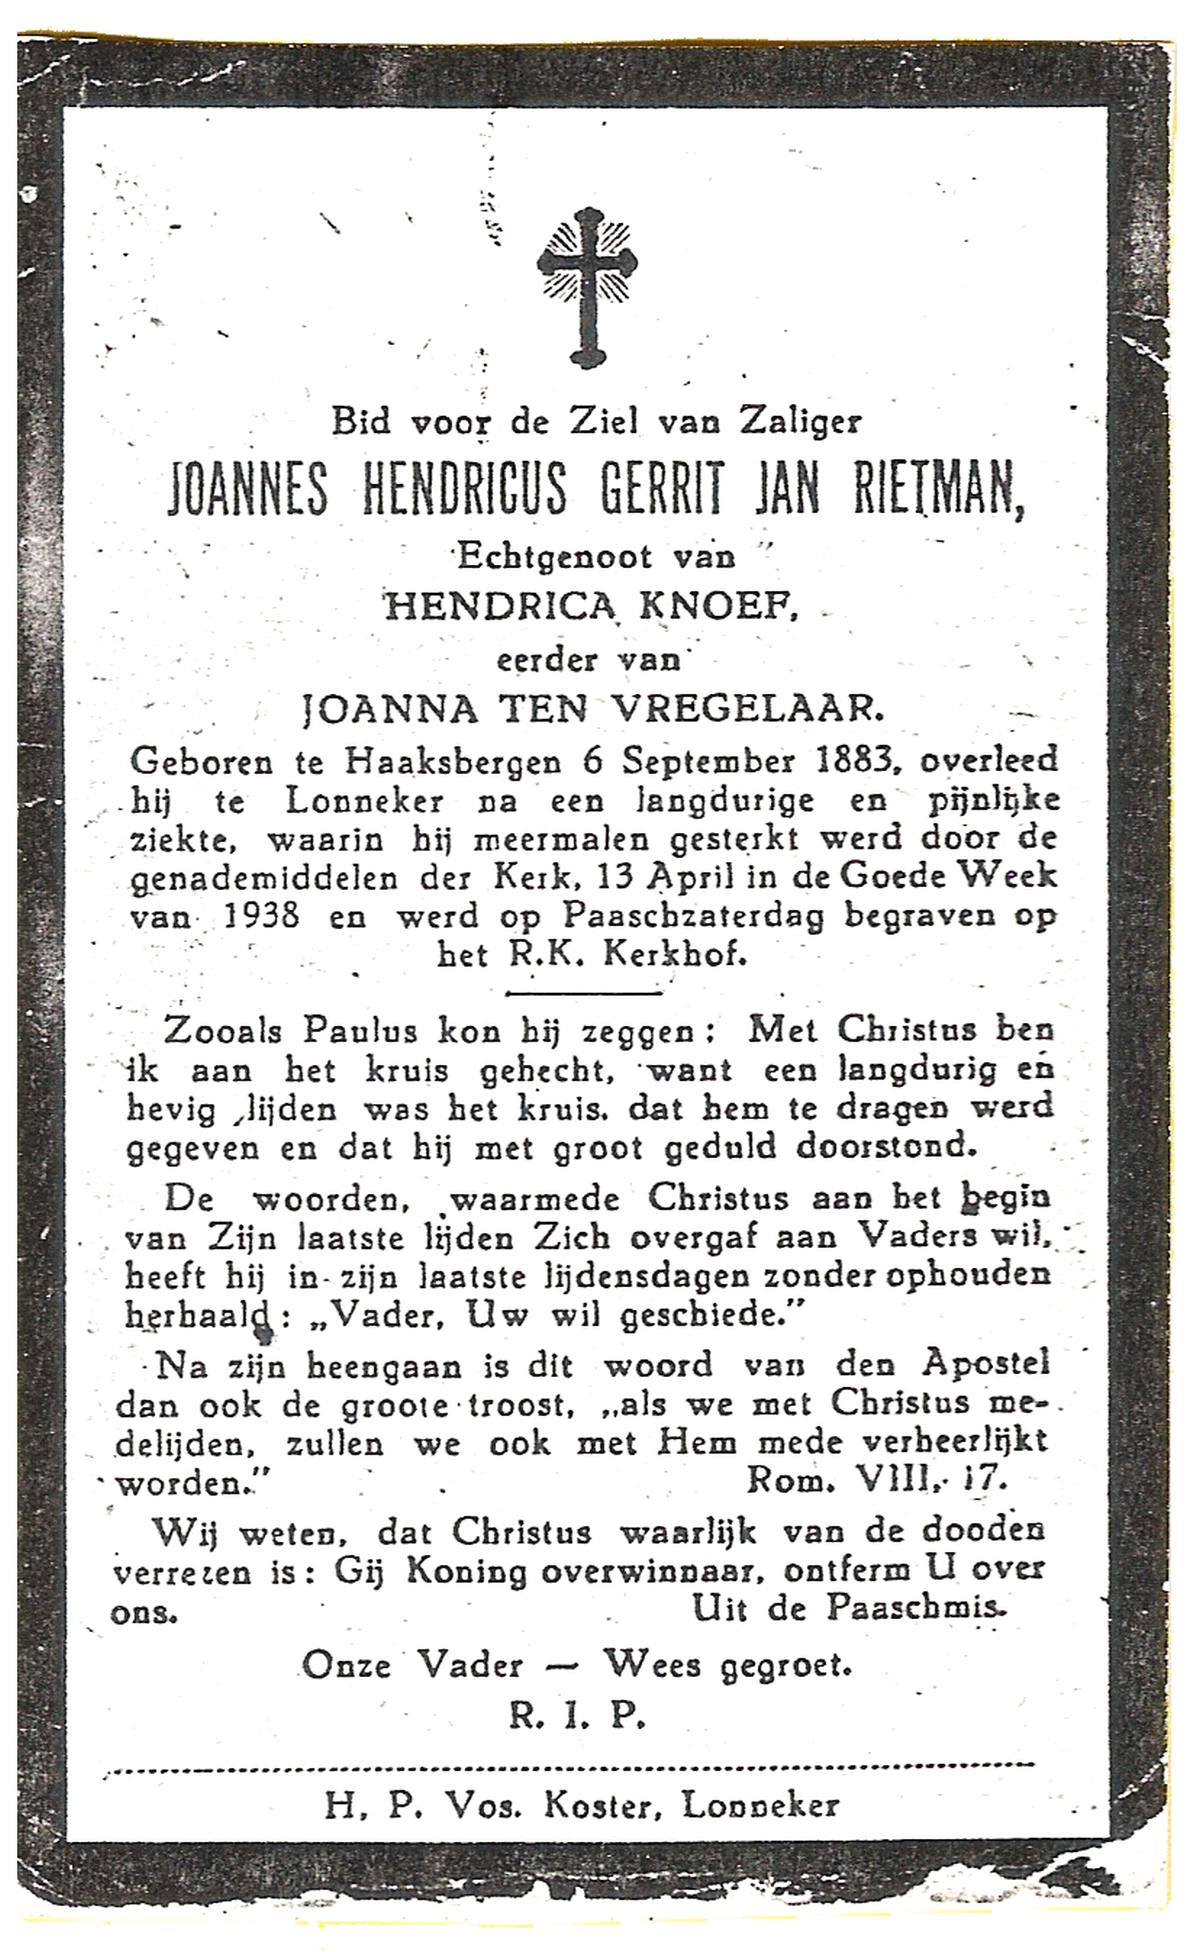 Bid voor de Ziel van Zaliger
JOANNES HENDRICUS GERRIT JAN RIETMAN,
Echtgenoot van
HENDRICA KNOEF,
eerder van
JOANNA TEN VREGELAAR.
Geboren te Haaksbergen 6 September 1883, overleed
hij te Lonneker na een langdurige en pijnlijke
ziekte, waarin hij meermalen gesterkt werd door de
genademiddelen der Kerk, 13 April in de Goede Week
van 1938 en werd op Paaschzaterdag begraven op
het R.K. Kerkhof.
Zooals Paulus kon hij zeggen: Met Christus ben
ik aan het kruis gehecht, want een langdurig en
hevig lijden was het kruis, dat hem te dragen werd
gegeven en dat hij met groot geduld doorstond.
De woorden, waarmede Christus aan het begin
van Zijn laatste lijden Zich overgaf aan Vaders wil,
heeft hij in zijn laatste lijdensdagen zonder ophouden
herhaald: „Vader, Uw wil geschiede.”
Na zijn heengaan is dit woord van den Apostel
dan ook de groote troost, „als we met Christus me-
delijden, zullen we ook met Hem mede verheerlijkt
worden.” Rom. VIII, 17.
Wij weten, dat Christus waarlijk van de dooden
verrezen is: Gij Koning overwinnaar, ontferm U over
ons. Uit de Paaschmis.
Onze Vader — Wees gegroet.
R. I. P.
H. P. Vos. Koster, Lonneker